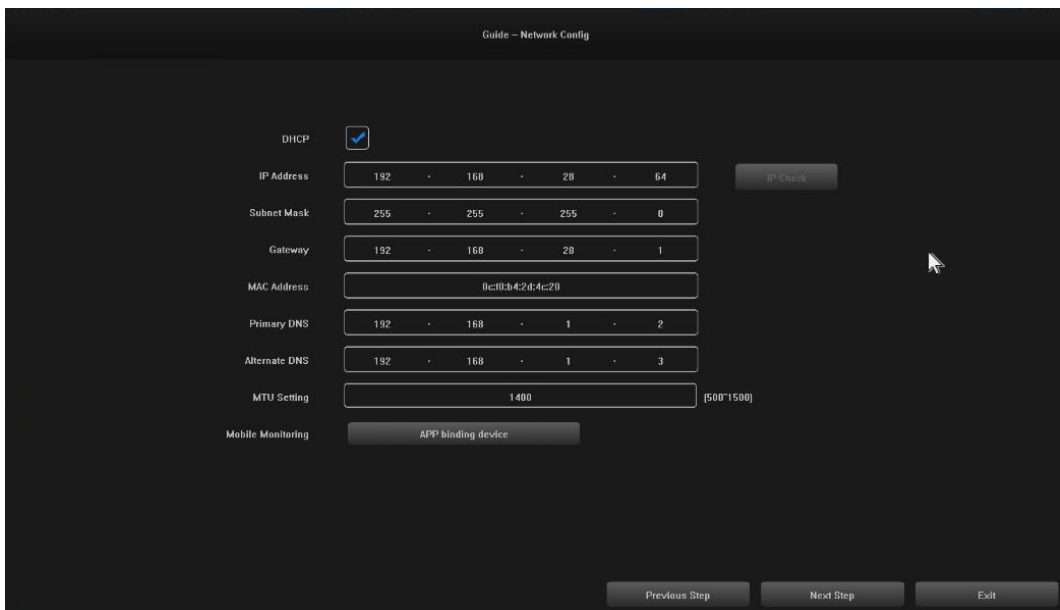 Guide – Network Config
DHCP
IP Address 192 . 168 . 28 . 64 IP Check
Subnet Mask 255 . 255 . 255 . 0
Gateway 192 . 168 . 28 . 1
MAC Address 0c:f0:b4:2d:4c:20
Primary DNS 192 . 168 . 1 . 2
Alternate DNS 192 . 168 . 1 . 3
MTU Setting 1400 (500~1500)
Mobile Monitoring APP binding device
Previous Step Next Step Exit